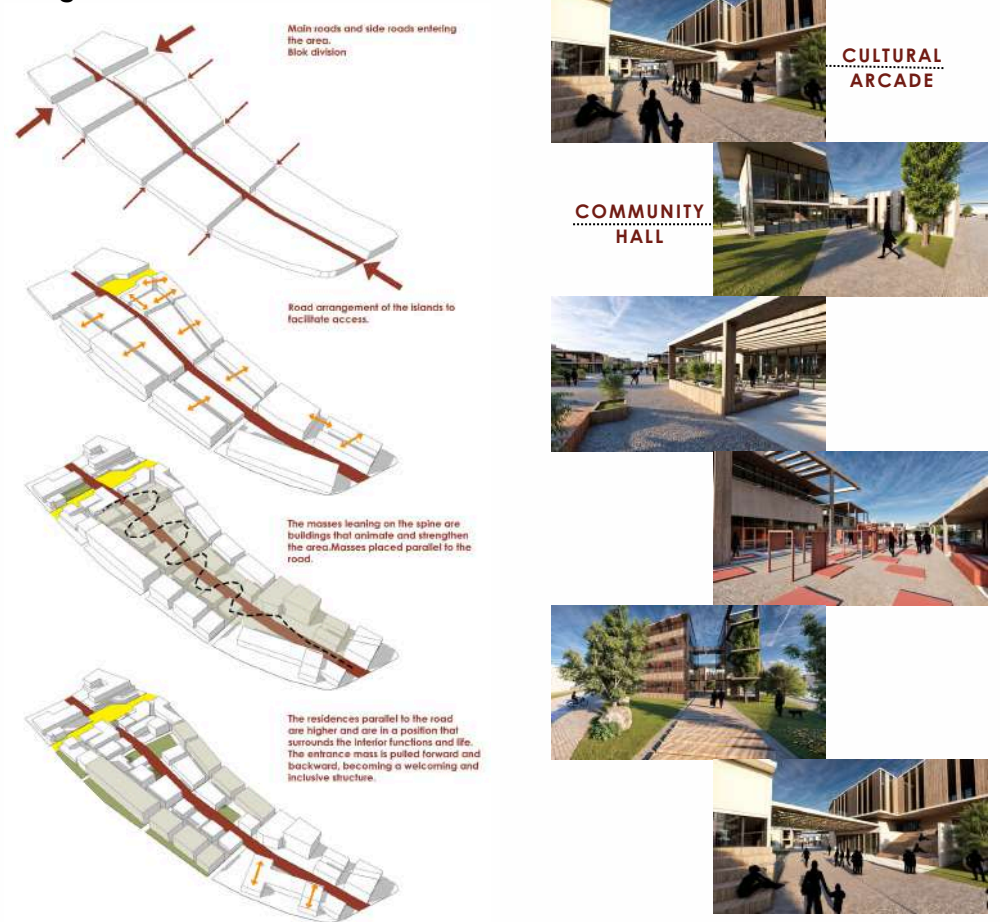 Main roads and side roads entering
the area.
Blok division
Road arrangement of the islands to
facilitate access.
The masses leaning on the spine are
buildings that animate and strengthen
the area.Masses placed parallel to the
road.
The residences parallel to the road
are higher and are in a position that
surrounds the interior functions and life.
The entrance mass is pulled forward and
backward, becoming a welcoming and
inclusive structure.
CULTURAL
ARCADE
COMMUNITY
HALL